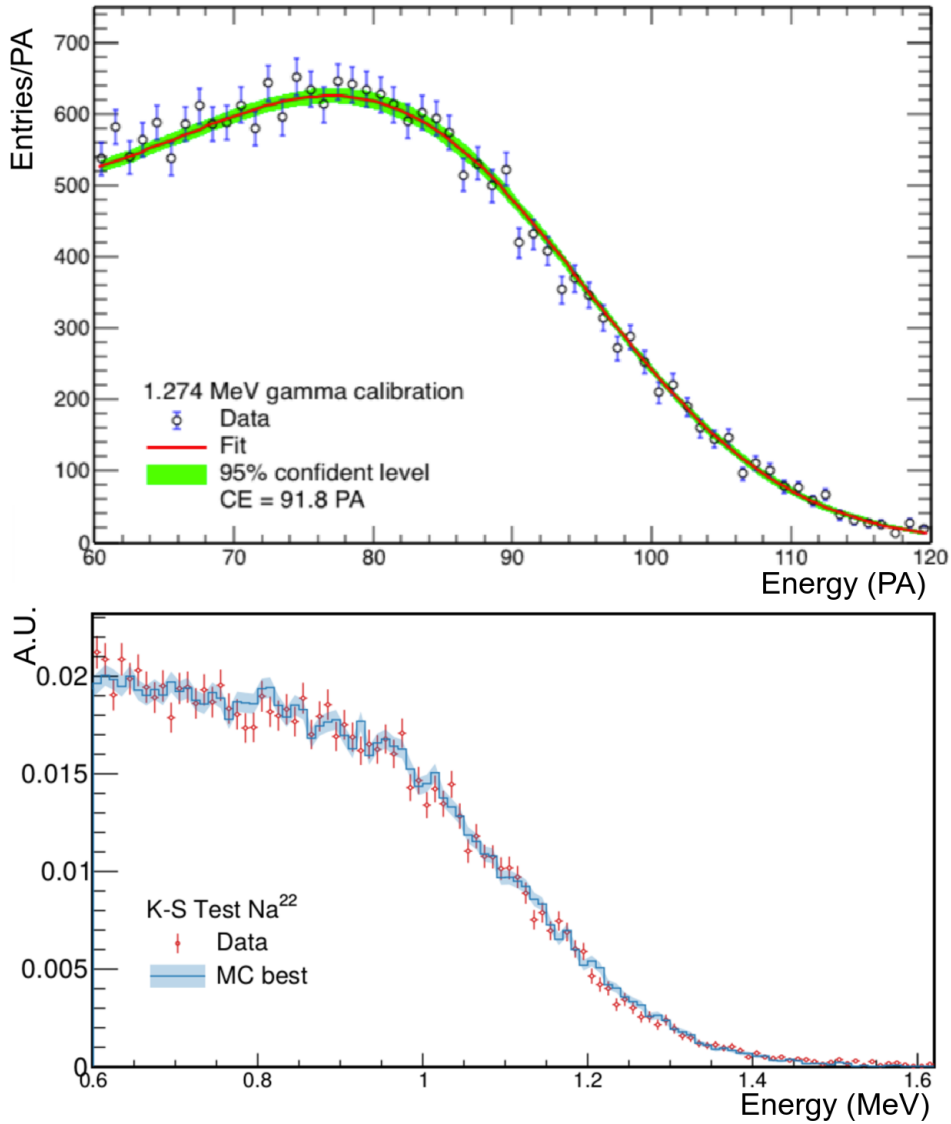 Entries/PA
700
600
500
400
300
200
100
0
1.274 MeV gamma calibration
Data
Fit
95% confident level
CE = 91.8 PA
60 70 80 90 100 110 120
Energy (PA)
A.U.
0.02
0.015
0.01
0.005
0
K-S Test Na²²
Data
MC best
0.6 0.8 1 1.2 1.4 1.6
Energy (MeV)